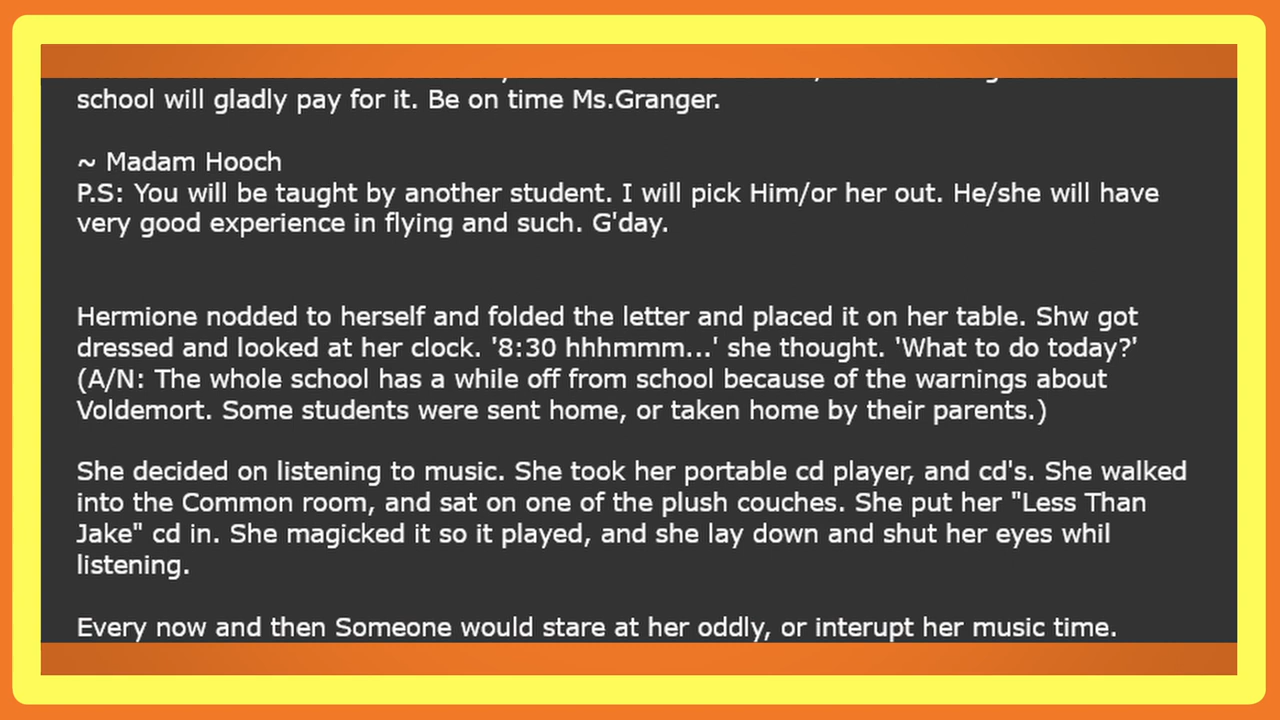 school will gladly pay for it. Be on time Ms.Granger.
~ Madam Hooch
P.S: You will be taught by another student. I will pick Him/or her out. He/she will have
very good experience in flying and such. G'day.
Hermione nodded to herself and folded the letter and placed it on her table. Shw got
dressed and looked at her clock. '8:30 hhhmmm...' she thought. 'What to do today?'
(A/N: The whole school has a while off from school because of the warnings about
Voldemort. Some students were sent home, or taken home by their parents.)
She decided on listening to music. She took her portable cd player, and cd's. She walked
into the Common room, and sat on one of the plush couches. She put her "Less Than
Jake" cd in. She magicked it so it played, and she lay down and shut her eyes whil
listening.
Every now and then Someone would stare at her oddly, or interupt her music time.